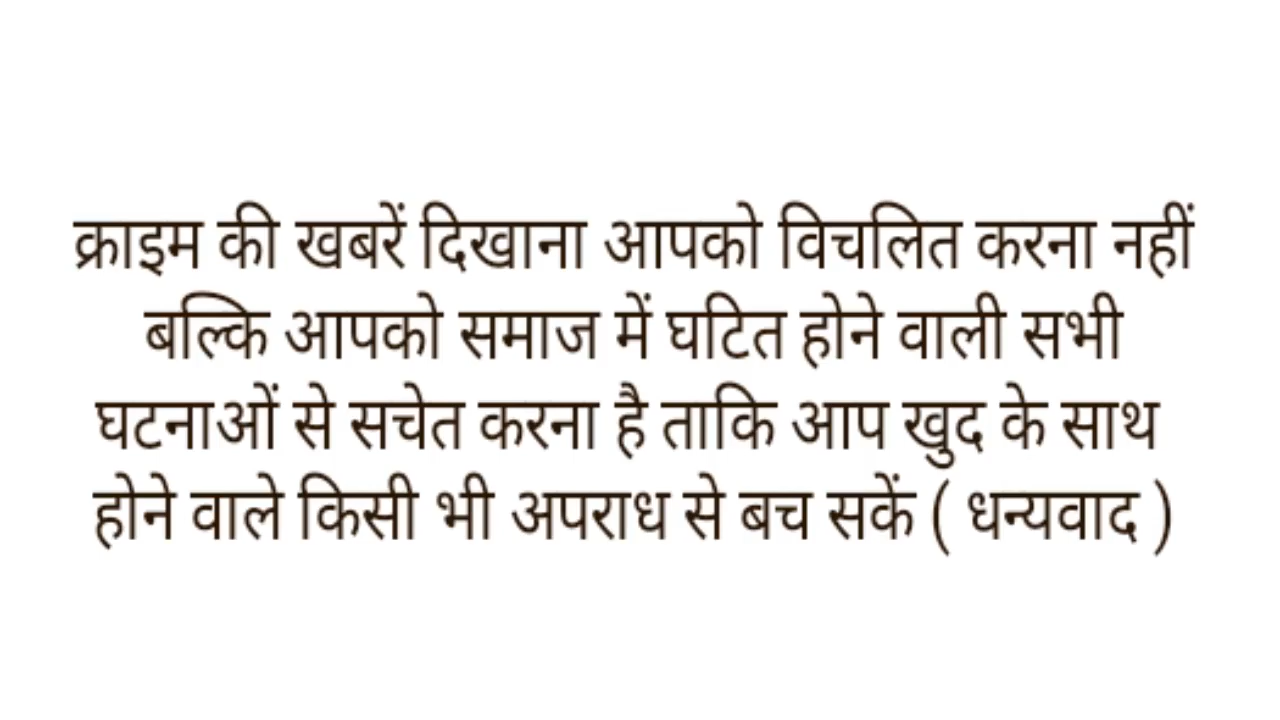 क्राइम की खबरें दिखाना आपको विचलित करना नहीं
बल्कि आपको समाज में घटित होने वाली सभी
घटनाओं से सचेत करना है ताकि आप खुद के साथ
होने वाले किसी भी अपराध से बच सकें ( धन्यवाद )